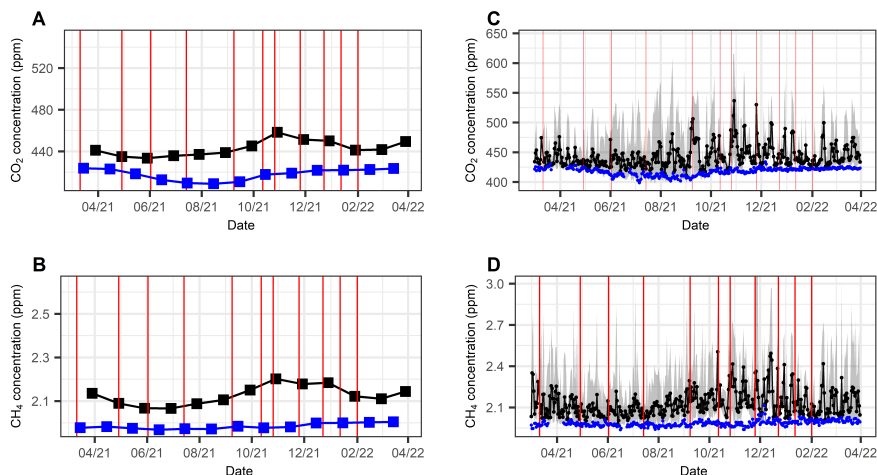 A
CO₂ concentration (ppm)
520
480
440
04/21 06/21 08/21 10/21 12/21 02/22 04/22
Date
C
CO₂ concentration (ppm)
650
600
550
500
450
400
04/21 06/21 08/21 10/21 12/21 02/22 04/22
Date
B
CH₄ concentration (ppm)
2.5
2.3
2.1
04/21 06/21 08/21 10/21 12/21 02/22 04/22
Date
D
CH₄ concentration (ppm)
3.0
2.7
2.4
2.1
04/21 06/21 08/21 10/21 12/21 02/22 04/22
Date